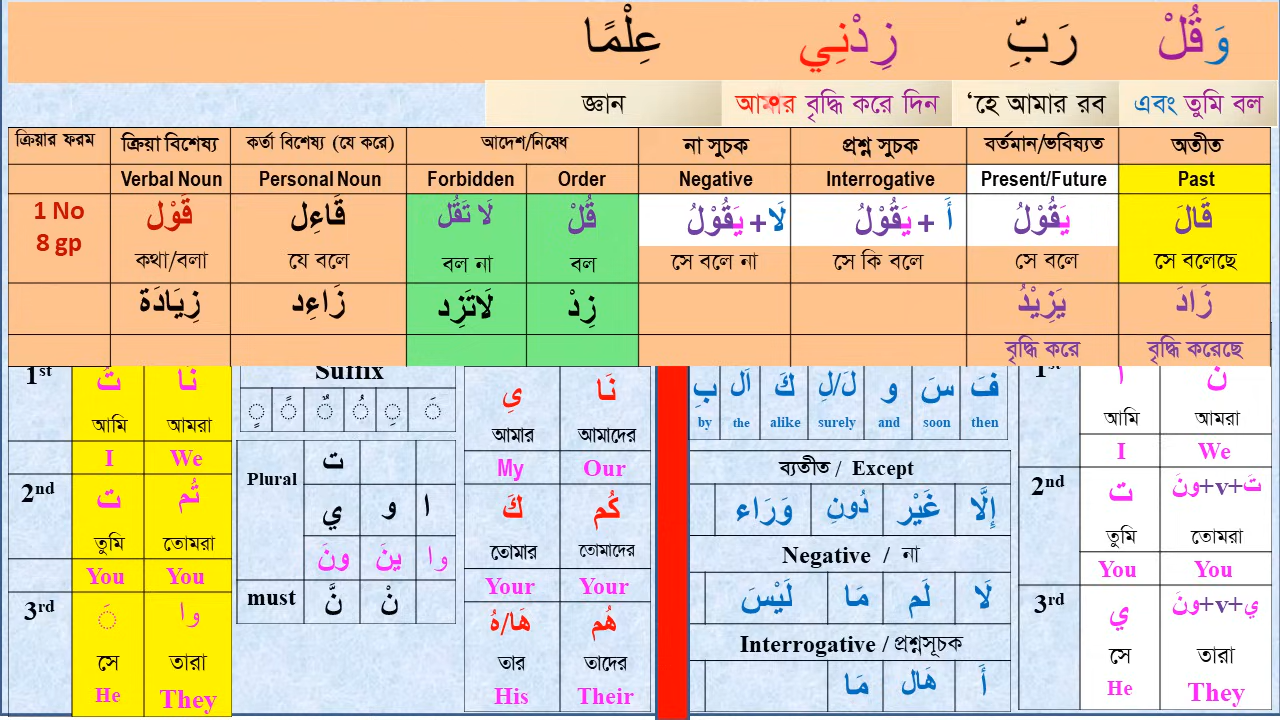 وَقُلْ رَبِّ زِدْنِي عِلْمًا
জ্ঞান আমার বৃদ্ধি করে দিন ‘হে আমার রব এবং তুমি বল
ক্রিয়ার ফরম ক্রিয়া বিশেষ্য কর্তা বিশেষ্য (যে করে) আদেশ/নিষেধ না সুচক প্রশ্ন সুচক বর্তমান/ভবিষ্যত অতীত
Verbal Noun Personal Noun Forbidden Order Negative Interrogative Present/Future Past
1 No قَوْل قَاءِل لَا تَقُل قُلْ لَا+ يَقُوْلُ أَ + يَقُوْلُ يَقُوْلُ قَالَ
8 gp কথা/বলা যে বলে বল না বল সে বলে না সে কি বলে সে বলে সে বলেছে
زِيَادَة زَاءِد لَاتَزِد زِدْ يَزِيْدُ زَادَ
বৃদ্ধি করে বৃদ্ধি করেছে
1st تُ نَا
আমি আমরা
I We
2nd ت تُم
তুমি তোমরা
You You
3rd َ وا
সে তারা
He They
Suffix
ٍ ً ٌ ُ ِ َ
Plural ت
ي و ا
ونَ ينَ وا
must نَّ نْ
يِ نَا
আমার আমাদের
My Our
كَ كُم
তোমার তোমাদের
Your Your
هَا/هُ هُم
তার তাদের
His Their
بِ اَل كَ لَ/لِ و سَ فَ
by the alike surely and soon then
ব্যতীত / Except
وَرَاء دُونِ غَيْر إِلَّا
Negative / না
لَيْسَ مَا لَم لَا
Interrogative / প্রশ্নসূচক
مَا هَال أَ
1st أ ن
আমি আমরা
I We
2nd ت تَ+v+ونَ
তুমি তোমরা
You You
3rd ي ي+v+ونَ
সে তারা
He They